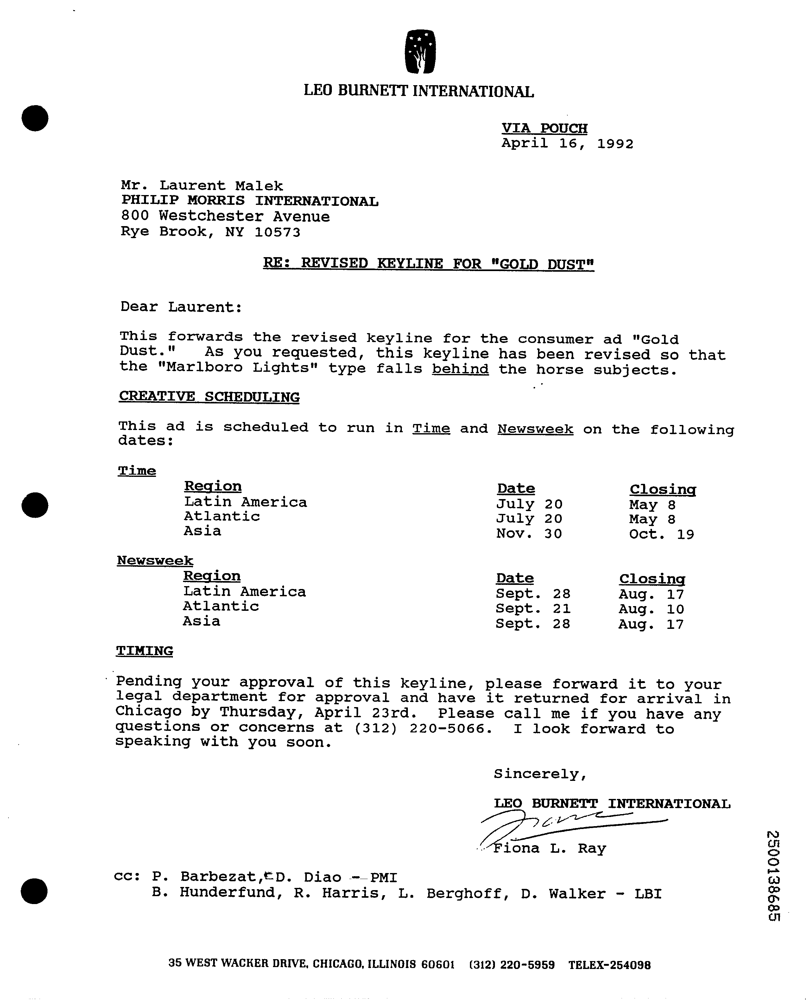 LEO BURNETT INTERNATIONAL
VIA POUCH
April 16, 1992
Mr. Laurent Malek
PHILIP MORRIS INTERNATIONAL
800 Westchester Avenue
Rye Brook, NY 10573
RE: REVISED KEYLINE FOR "GOLD DUST"
Dear Laurent:
This forwards the revised keyline for the consumer ad "Gold
Dust." As you requested, this keyline has been revised so that
the "Marlboro Lights" type falls behind the horse subjects.
CREATIVE SCHEDULING
This ad is scheduled to run in Time and Newsweek on the following
dates:
Time
Region Date Closing
Latin America July 20 May 8
Atlantic July 20 May 8
Asia Nov. 30 Oct. 19
Newsweek
Region Date Closing
Latin America Sept. 28 Aug. 17
Atlantic Sept. 21 Aug. 10
Asia Sept. 28 Aug. 17
TIMING
Pending your approval of this keyline, please forward it to your
legal department for approval and have it returned for arrival in
Chicago by Thursday, April 23rd. Please call me if you have any
questions or concerns at (312) 220-5066. I look forward to
speaking with you soon.
Sincerely,
LEO BURNETT INTERNATIONAL
Fiona
Fiona L. Ray
cc: P. Barbezat, D. Diao - PMI
B. Hunderfund, R. Harris, L. Berghoff, D. Walker - LBI
35 WEST WACKER DRIVE, CHICAGO, ILLINOIS 60601 (312) 220-5959 TELEX-254098
2500138685